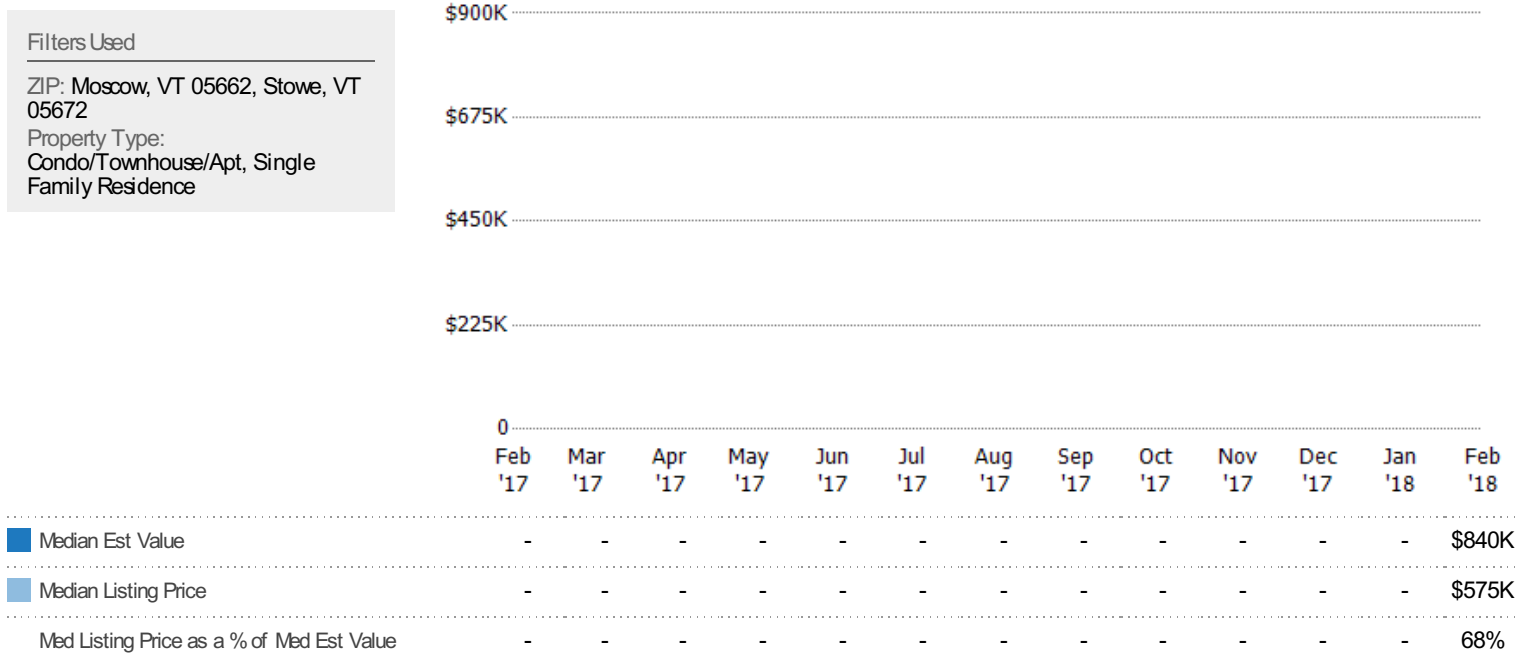 Filters Used
ZIP: Moscow, VT 05662, Stowe, VT
05672
Property Type:
Condo/Townhouse/Apt, Single
Family Residence
$900K
$675K
$450K
$225K
0
Feb Mar Apr May Jun Jul Aug Sep Oct Nov Dec Jan Feb
'17 '17 '17 '17 '17 '17 '17 '17 '17 '17 '17 '18 '18
Median Est Value - - - - - - - - - - - - $840K
Median Listing Price - - - - - - - - - - - - $575K
Med Listing Price as a % of Med Est Value - - - - - - - - - - - - 68%